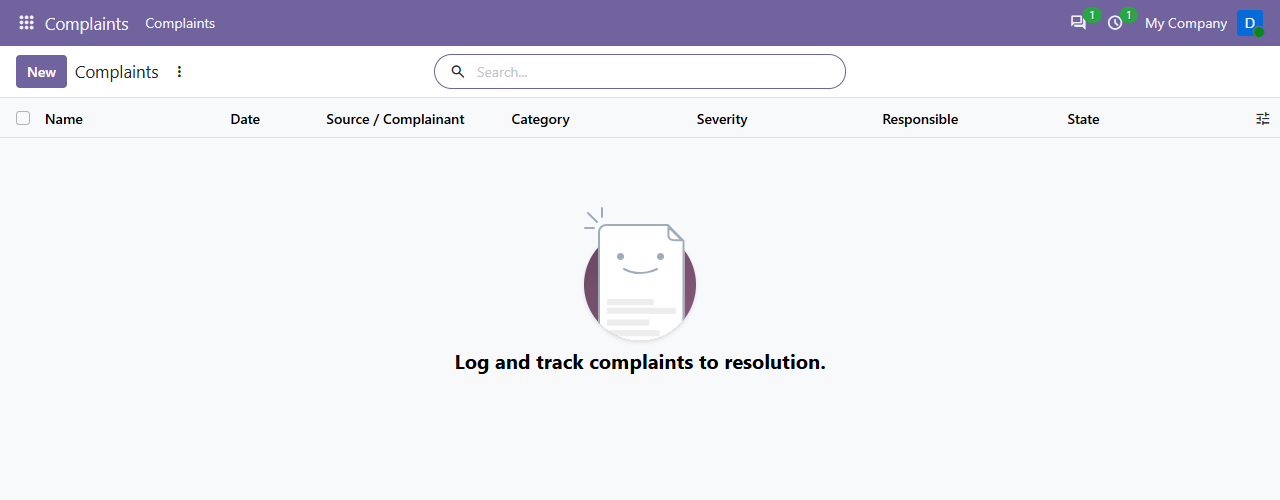 Complaints Complaints 1 1 My Company D
New Complaints Search...
Name Date Source / Complainant Category Severity Responsible State
Log and track complaints to resolution.